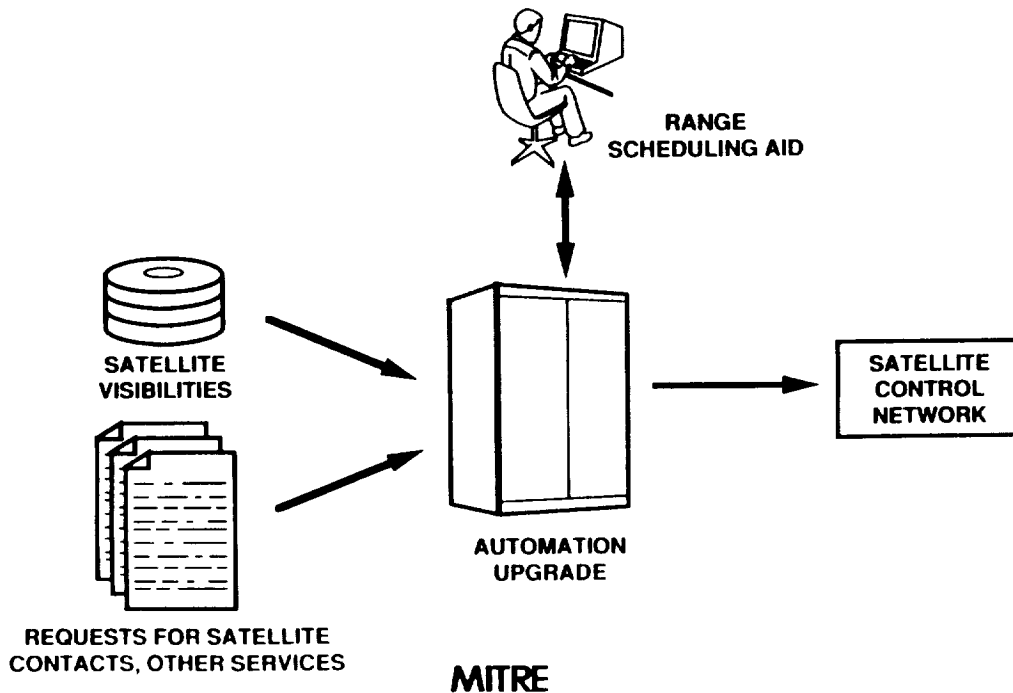 RANGE
SCHEDULING AID
SATELLITE
VISIBILITIES
SATELLITE
CONTROL
NETWORK
AUTOMATION
UPGRADE
REQUESTS FOR SATELLITE
CONTACTS, OTHER SERVICES
MITRE